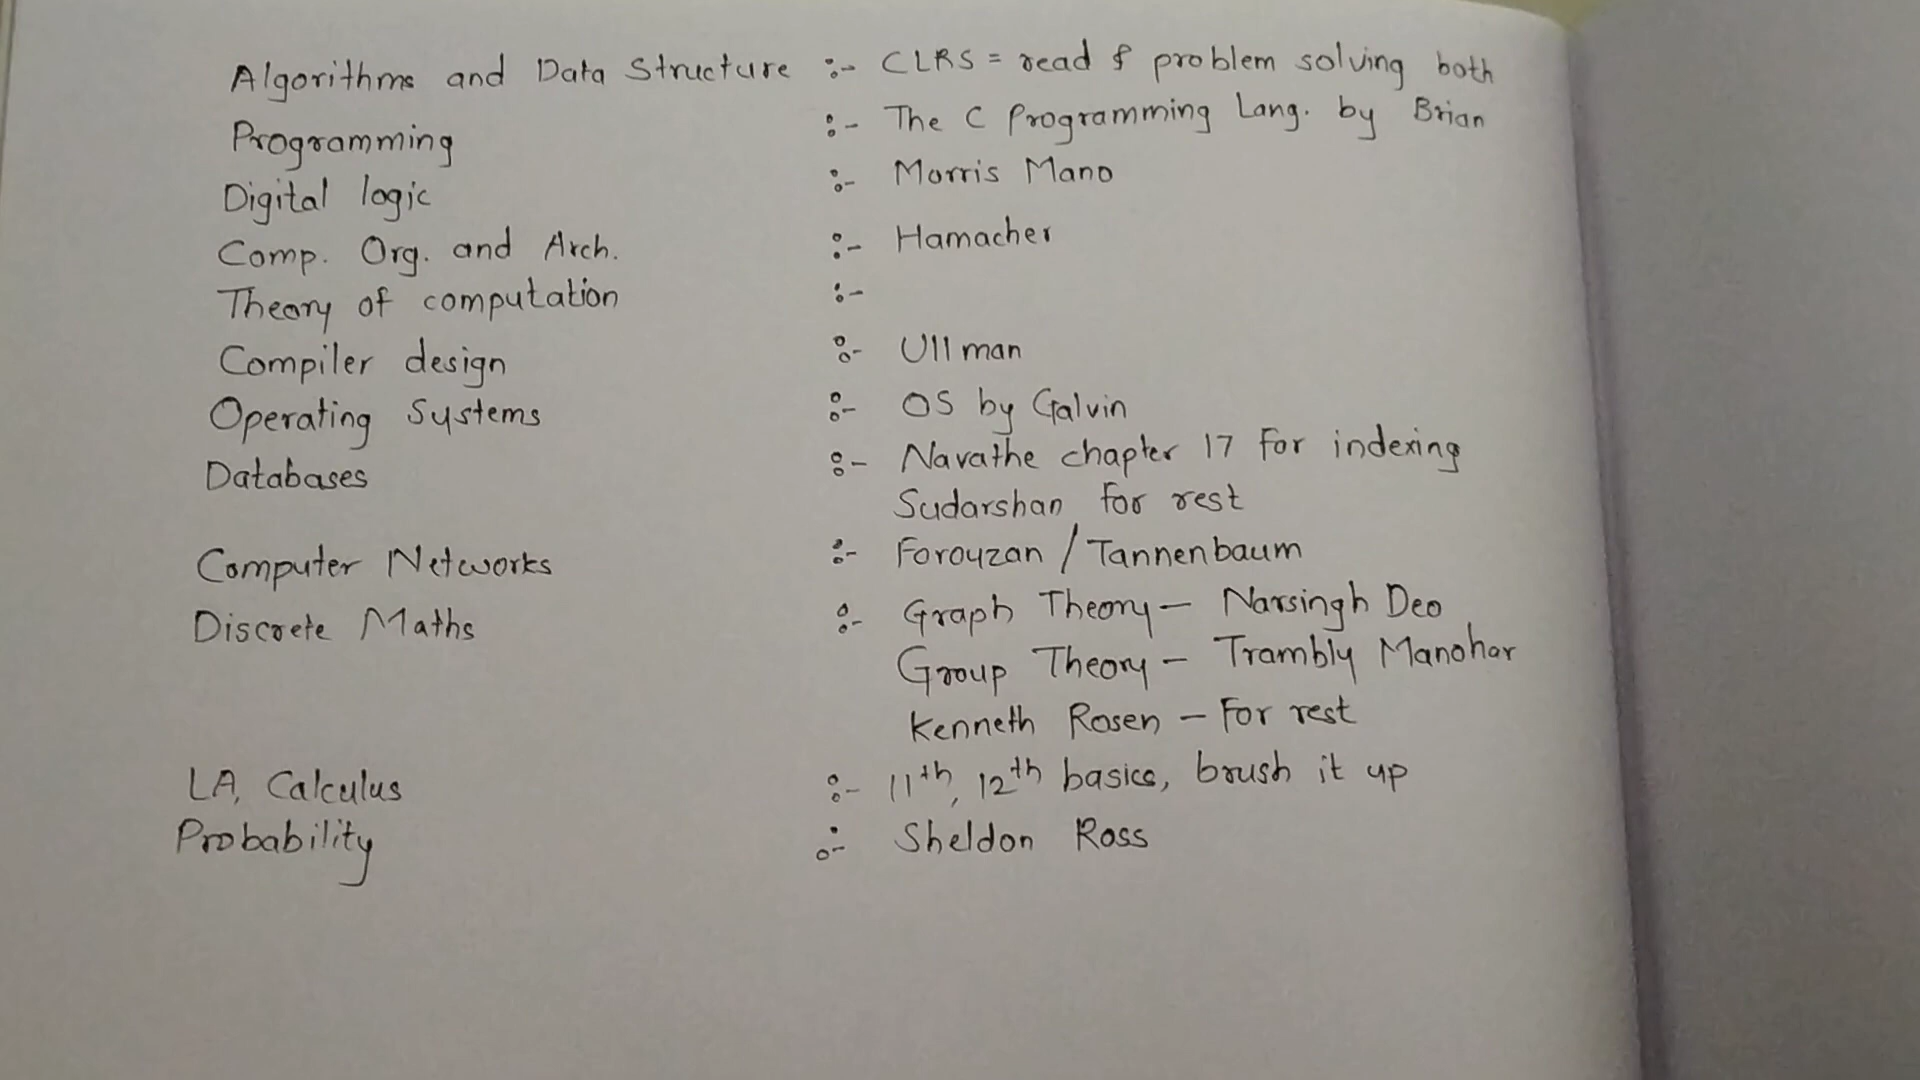 Algorithms and Data Structure :- CLRS = read & problem solving both
Programming :- The C Programming Lang. by Brian
Digital logic :- Morris Mano
Comp. Org. and Arch. :- Hamacher
Theory of computation :-
Compiler design :- Ullman
Operating Systems :- OS by Galvin
Databases :- Navathe chapter 17 for indexing
Sudarshan for rest
Computer Networks :- Forouzan / Tannenbaum
Discrete Maths :- Graph Theory - Narsingh Deo
Group Theory - Trambly Manohar
Kenneth Rosen - For rest
LA, Calculus :- 11th, 12th basics, brush it up
Probability :- Sheldon Ross